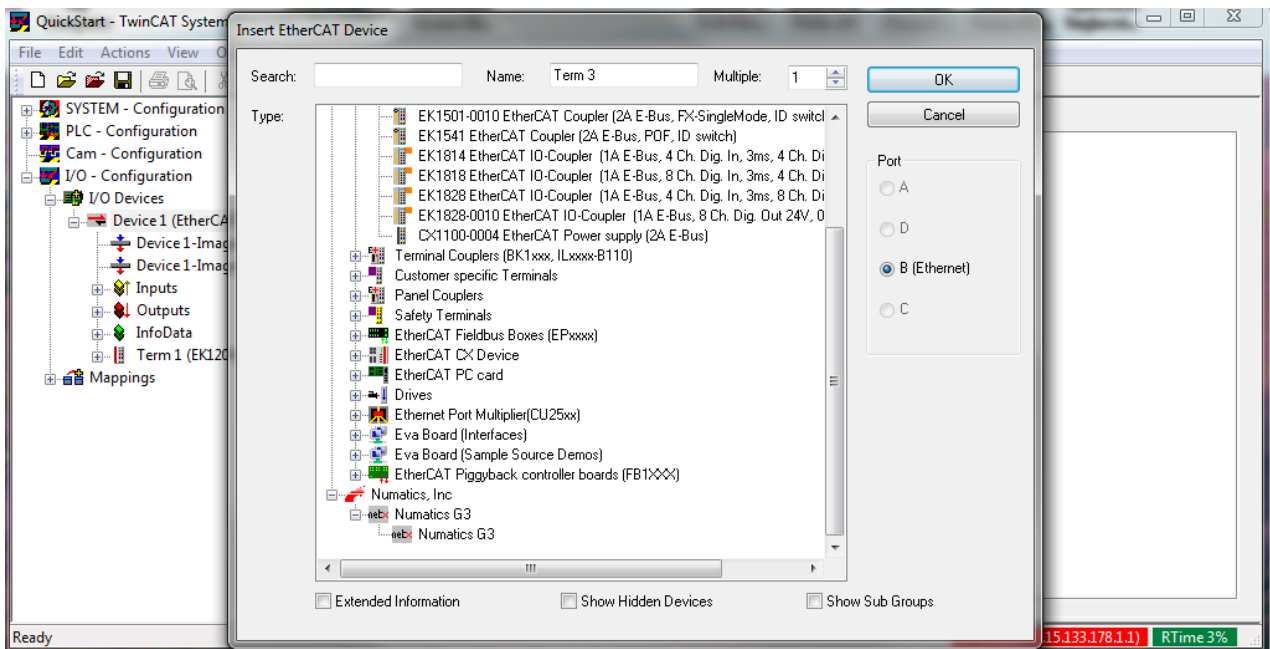 QuickStart - TwinCAT System
Insert EtherCAT Device
File Edit Actions View O
Search:
Name: Term 3
Multiple: 1
OK
Cancel
Type:
SYSTEM - Configuration
PLC - Configuration
Cam - Configuration
I/O - Configuration
I/O Devices
Device 1 (EtherCA
Device 1-Imag
Device 1-Imag
Inputs
Outputs
InfoData
Term 1 (EK120
Mappings
EK1501-0010 EtherCAT Coupler (2A E-Bus, FX-SingleMode, ID switcl
EK1541 EtherCAT Coupler (2A E-Bus, POF, ID switch)
EK1814 EtherCAT IO-Coupler (1A E-Bus, 4 Ch. Dig. In, 3ms, 4 Ch. Di
EK1818 EtherCAT IO-Coupler (1A E-Bus, 8 Ch. Dig. In, 3ms, 4 Ch. Di
EK1828 EtherCAT IO-Coupler (1A E-Bus, 4 Ch. Dig. In, 3ms, 8 Ch. Di
EK1828-0010 EtherCAT IO-Coupler (1A E-Bus, 8 Ch. Dig. Out 24V, 0
CX1100-0004 EtherCAT Power supply (2A E-Bus)
Terminal Couplers (BK1xxx, ILxxxx-B110)
Customer specific Terminals
Panel Couplers
Safety Terminals
EtherCAT Fieldbus Boxes (EPxxxx)
EtherCAT CX Device
EtherCAT PC card
Drives
Ethernet Port Multiplier(CU25xx)
Eva Board (Interfaces)
Eva Board (Sample Source Demos)
EtherCAT Piggyback controller boards (FB1XXX)
Numatics, Inc
Numatics G3
Numatics G3
Port
A
D
B (Ethernet)
C
Extended Information
Show Hidden Devices
Show Sub Groups
Ready
15.133.178.1.1) RTime 3%